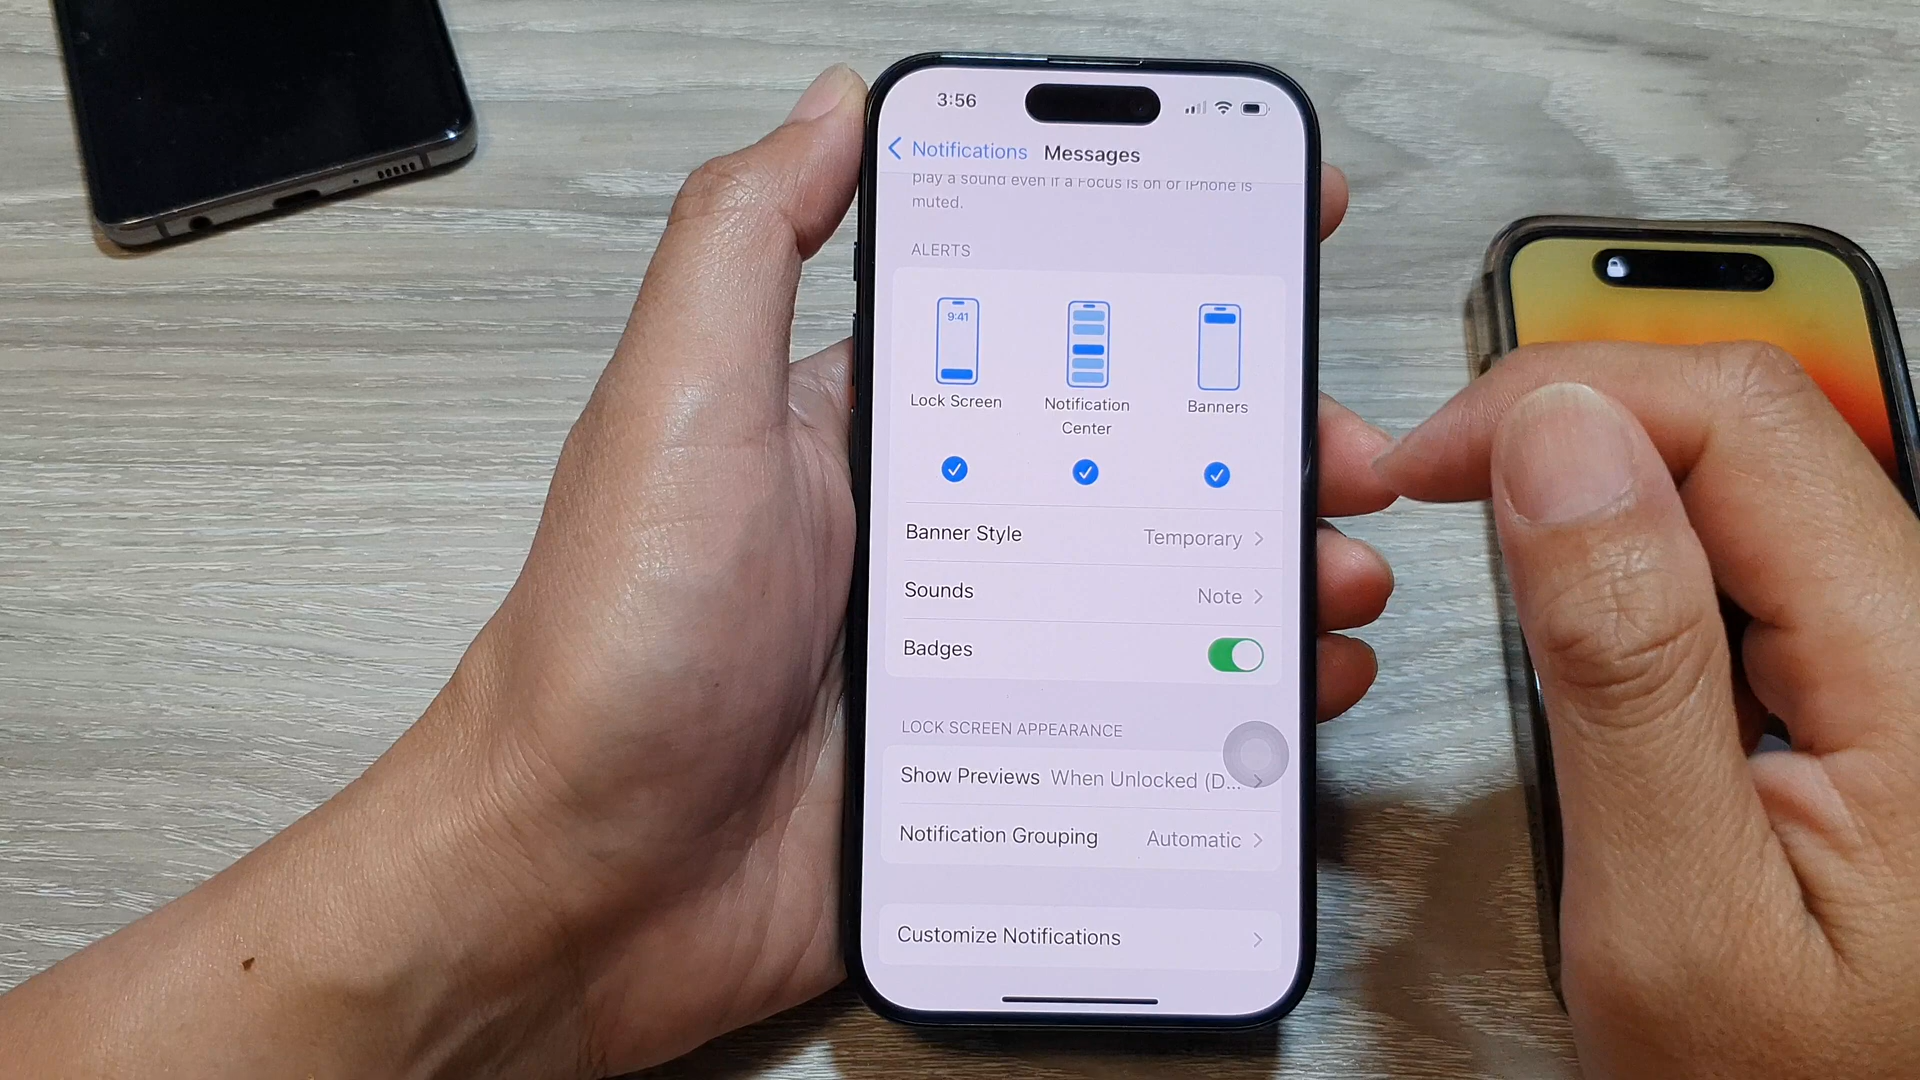 3:56
Notifications Messages
play a sound even if a Focus is on or iPhone is
muted.
ALERTS
9:41
Lock Screen
Notification
Center
Banners
Banner Style Temporary
Sounds Note
Badges
LOCK SCREEN APPEARANCE
Show Previews When Unlocked (D...
Notification Grouping Automatic
Customize Notifications